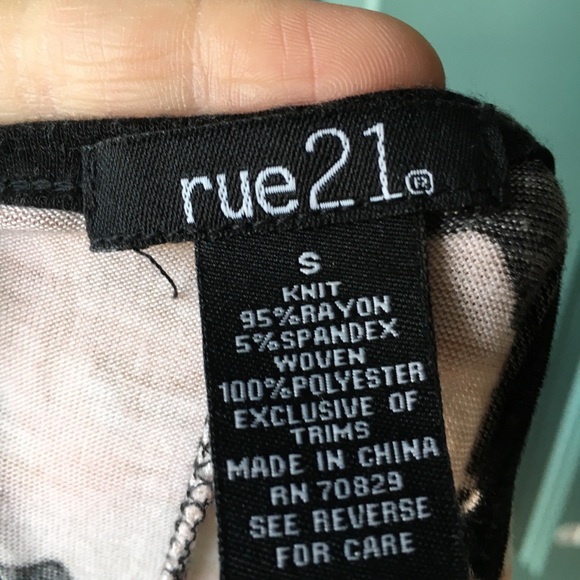 rue21®
S
KNIT
95%RAYON
5%SPANDEX
WOVEN
100%POLYESTER
EXCLUSIVE OF
TRIMS
MADE IN CHINA
RN 70829
SEE REVERSE
FOR CARE